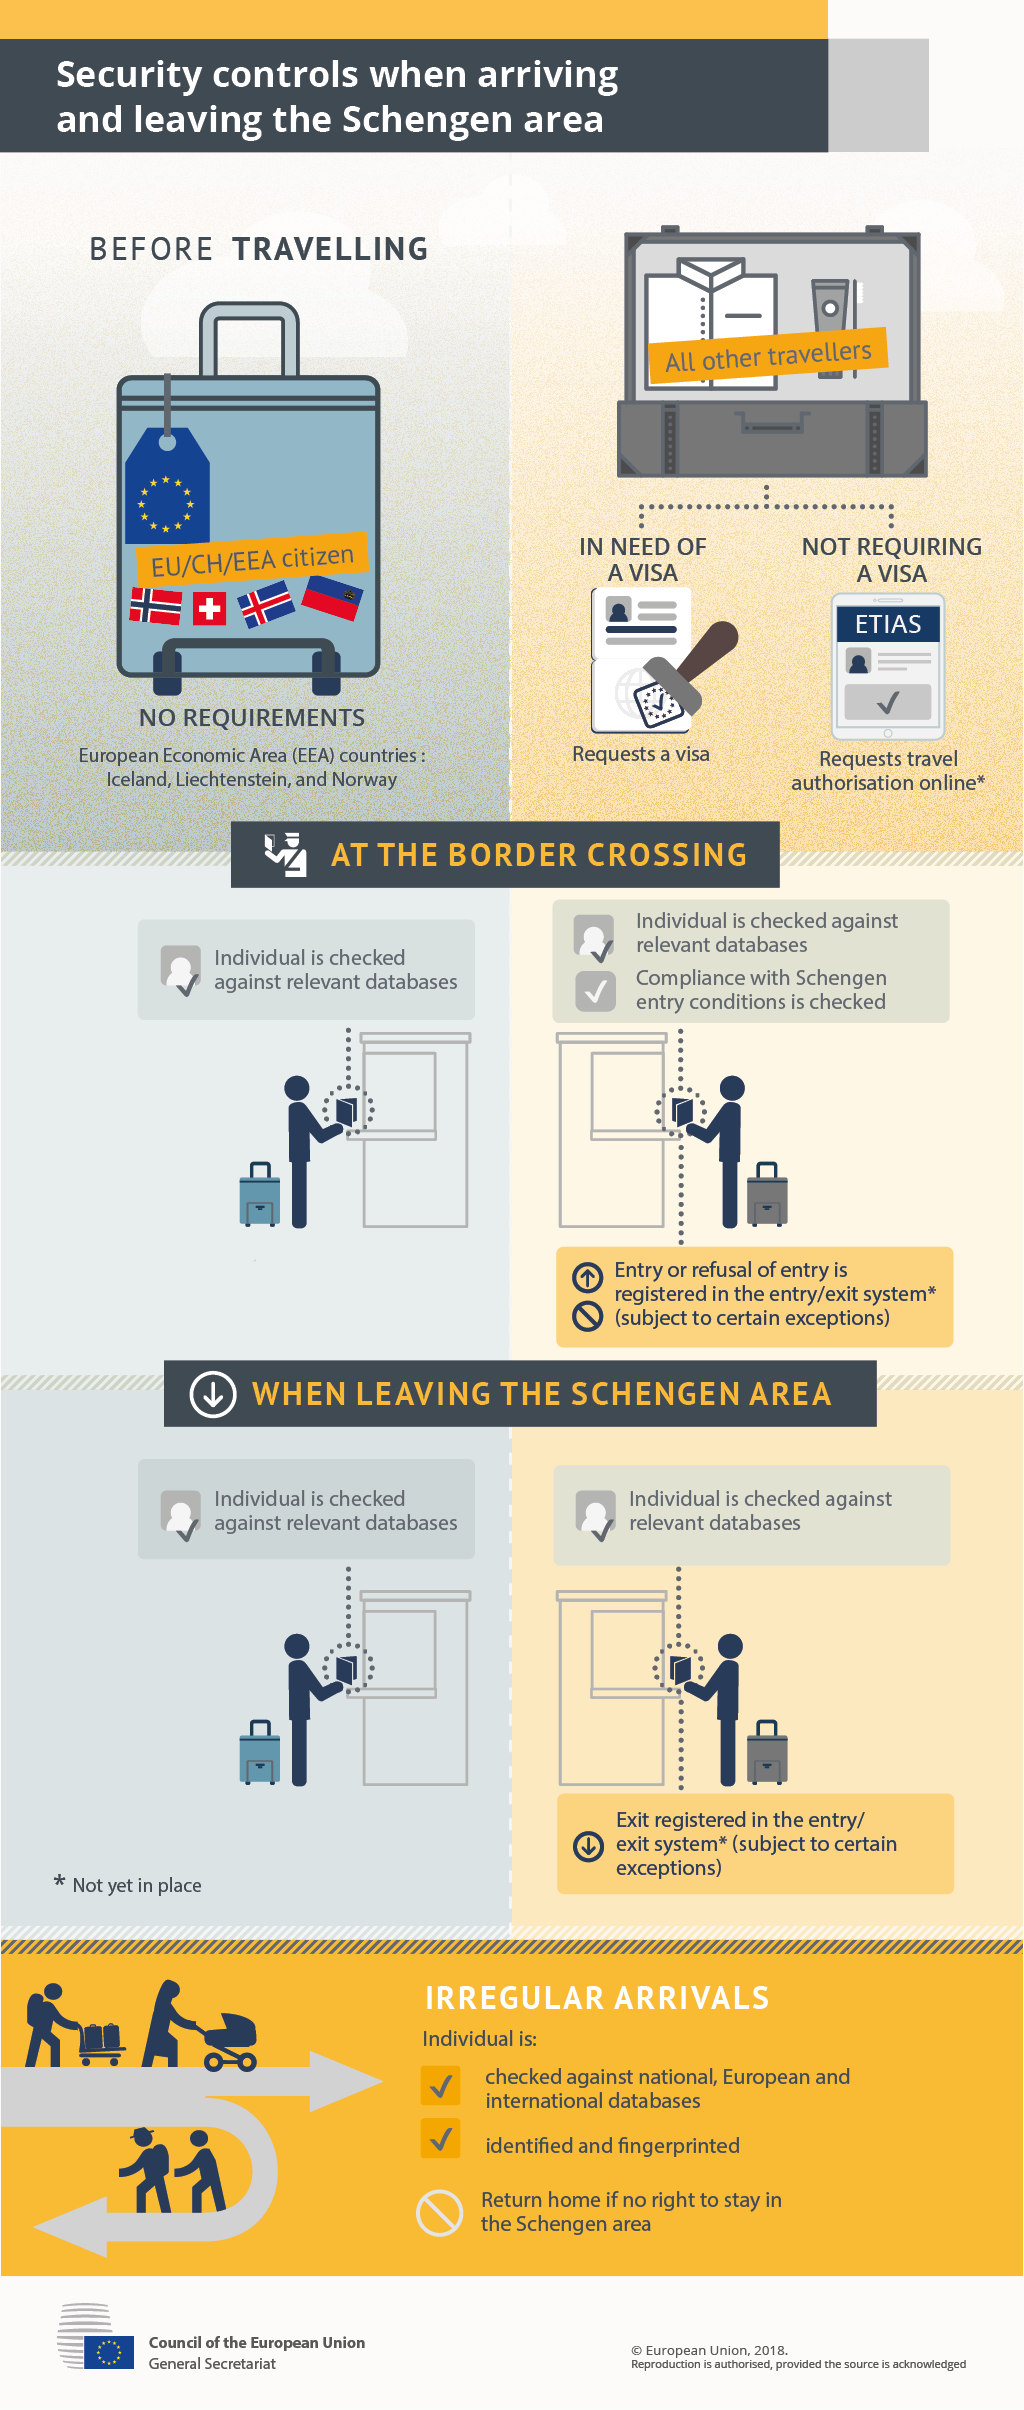 Security controls when arriving
and leaving the Schengen area
BEFORE TRAVELLING
EU/CH/EEA citizen
NO REQUIREMENTS
European Economic Area (EEA) countries :
Iceland, Liechtenstein, and Norway
All other travellers
IN NEED OF
A VISA
Requests a visa
NOT REQUIRING
A VISA
ETIAS
Requests travel
authorisation online*
AT THE BORDER CROSSING
Individual is checked
against relevant databases
Individual is checked against
relevant databases
Compliance with Schengen
entry conditions is checked
Entry or refusal of entry is
registered in the entry/exit system*
(subject to certain exceptions)
WHEN LEAVING THE SCHENGEN AREA
Individual is checked
against relevant databases
Individual is checked against
relevant databases
Exit registered in the entry/
exit system* (subject to certain
exceptions)
* Not yet in place
IRREGULAR ARRIVALS
Individual is:
checked against national, European and
international databases
identified and fingerprinted
Return home if no right to stay in
the Schengen area
Council of the European Union
General Secretariat
© European Union, 2018.
Reproduction is authorised, provided the source is acknowledged